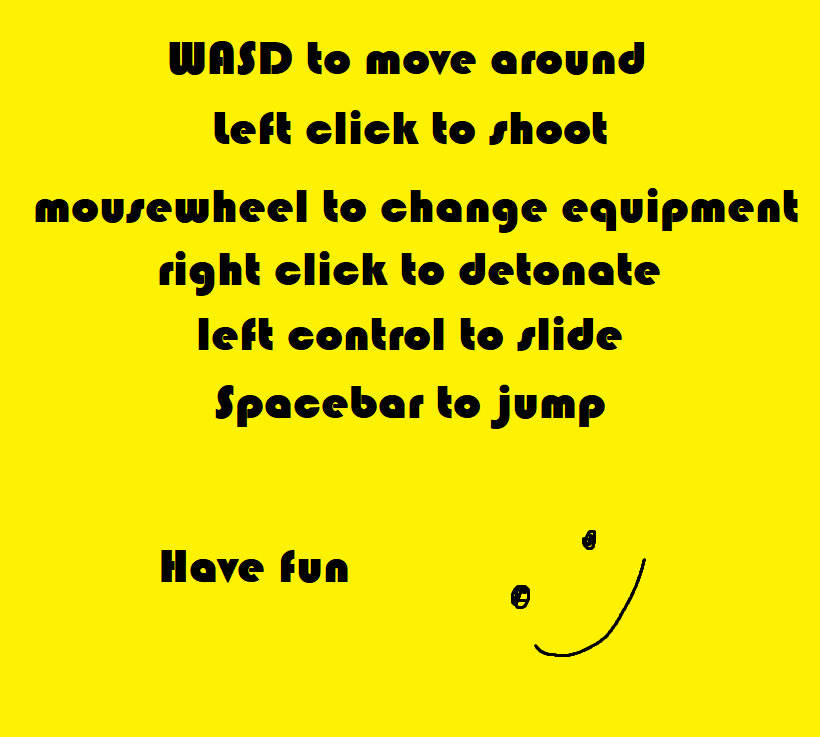 WASD to move around
Left click to shoot
mousewheel to change equipment
right click to detonate
left control to slide
Spacebar to jump
Have fun